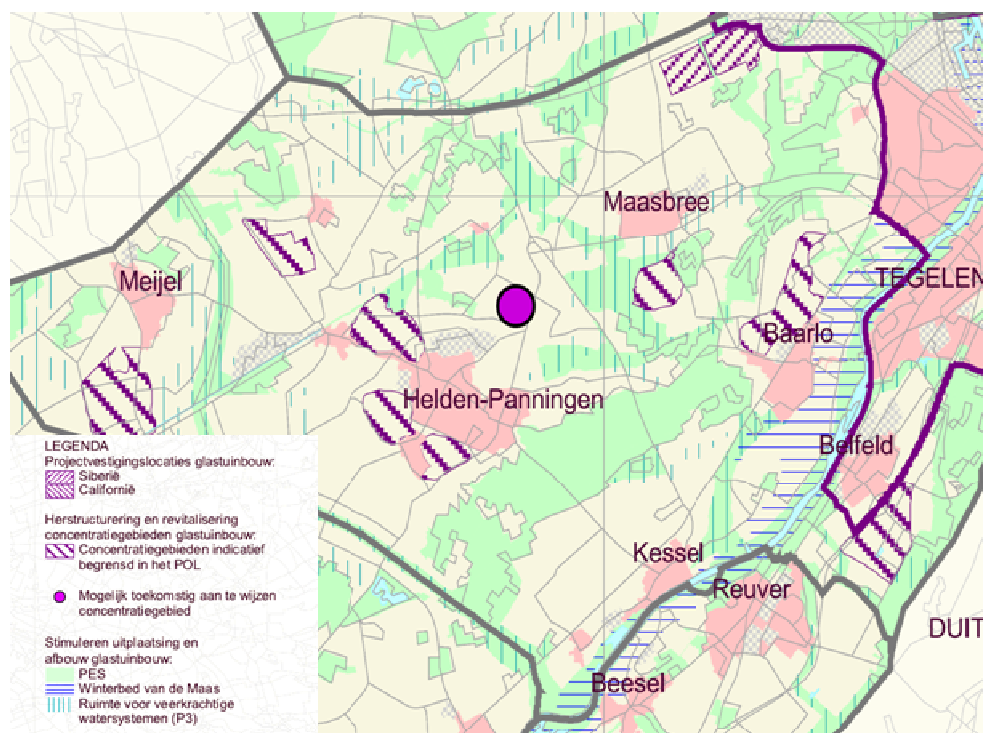 Maasbree
Meijel
TEGELEN
Baarlo
Helden-Panningen
Belfeld
Kessel
Reuver
DUIT
Beesel
LEGENDA
Projectvestigingslocaties glastuinbouw:
Siberië
Californië
Herstructurering en revitalisering
concentratiegebieden glastuinbouw:
Concentratiegebieden indicatief
begrensd in het POL
Mogelijk toekomstig aan te wijzen
concentratiegebied
Stimuleren uitplaatsing en
afbouw glastuinbouw:
PES
Winterbed van de Maas
Ruimte voor veerkrachtige
watersystemen (P3)